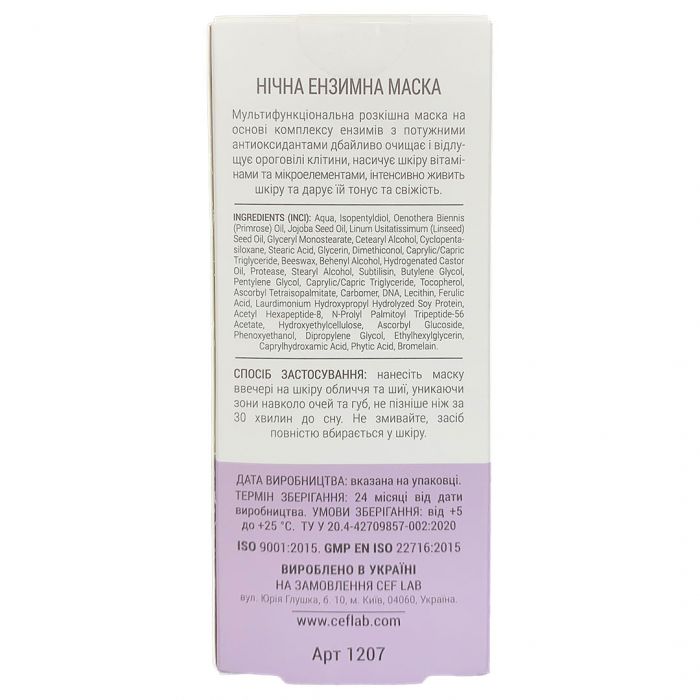 НІЧНА ЕНЗИМНА МАСКА
Мультифункціональна розкішна маска на
основі комплексу ензимів з потужними
антиоксидантами дбайливо очищає і відлу-
щує ороговілі клітини, насичує шкіру вітамі-
нами та мікроелементами, інтенсивно живить
шкіру та дарує їй тонус та свіжість.
INGREDIENTS (INCI): Aqua, Isopentyldiol, Oenothera Biennis
(Primrose) Oil, Jojoba Seed Oil, Linum Usitatissimum (Linseed)
Seed Oil, Glyceryl Monostearate, Cetearyl Alcohol, Cyclopenta-
siloxane, Stearic Acid, Glycerin, Dimethiconol, Caprylic/Capric
Triglyceride, Beeswax, Behenyl Alcohol, Hydrogenated Castor
Oil, Protease, Stearyl Alcohol, Subtilisin, Butylene Glycol,
Pentylene Glycol, Caprylic/Capric Triglyceride, Tocopherol,
Ascorbyl Tetraisopalmitate, Carbomer, DNA, Lecithin, Ferulic
Acid, Laurdimonium Hydroxypropyl Hydrolyzed Soy Protein,
Acetyl Hexapeptide-8, N-Prolyl Palmitoyl Tripeptide-56
Acetate, Hydroxyethylcellulose, Ascorbyl Glucoside,
Phenoxyethanol, Dipropylene Glycol, Ethylhexylglycerin,
Caprylhydroxamic Acid, Phytic Acid, Bromelain.
СПОСІБ ЗАСТОСУВАННЯ: нанесіть маску
ввечері на шкіру обличчя та шиї, уникаючи
зони навколо очей та губ, не пізніше ніж за
30 хвилин до сну. Не змивайте, засіб
повністю вбирається у шкіру.
ДАТА ВИРОБНИЦТВА: вказана на упаковці.
ТЕРМІН ЗБЕРІГАННЯ: 24 місяці від дати
виробництва. УМОВИ ЗБЕРІГАННЯ: від +5
до +25 °С. ТУ У 20.4-42709857-002:2020
ISO 9001:2015. GMP EN ISO 22716:2015
ВИРОБЛЕНО В УКРАЇНІ
НА ЗАМОВЛЕННЯ CEF LAB
вул. Юрія Глушка, б. 10, м. Київ, 04060, Україна.
www.ceflab.com
Арт 1207